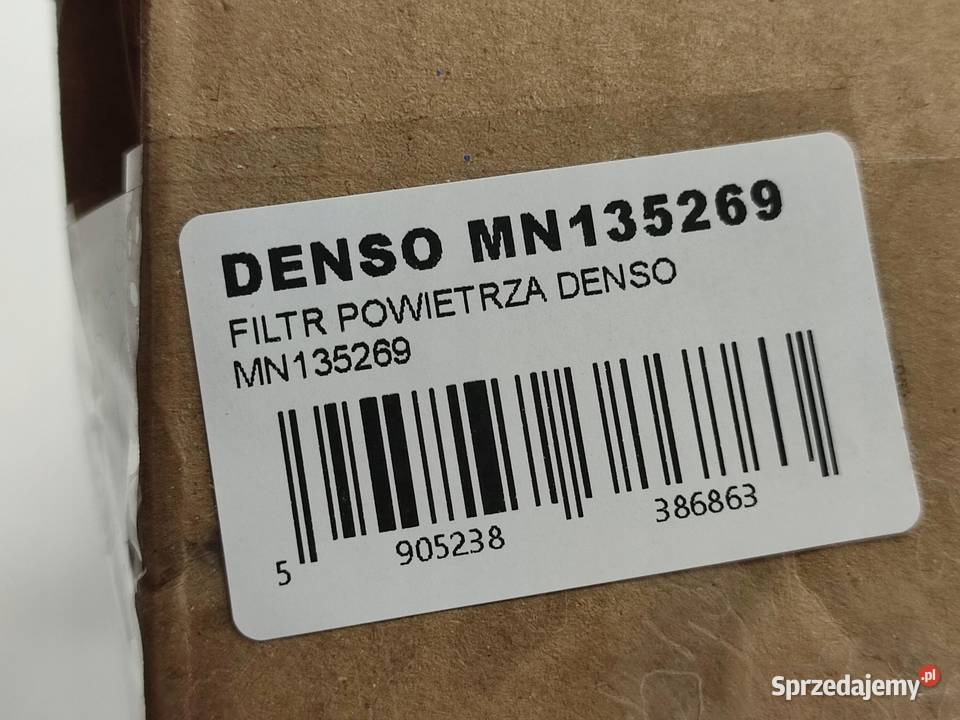 DENSO MN135269
FILTR POWIETRZA DENSO
MN135269
5 905238 386863
Sprzedajemy.pl